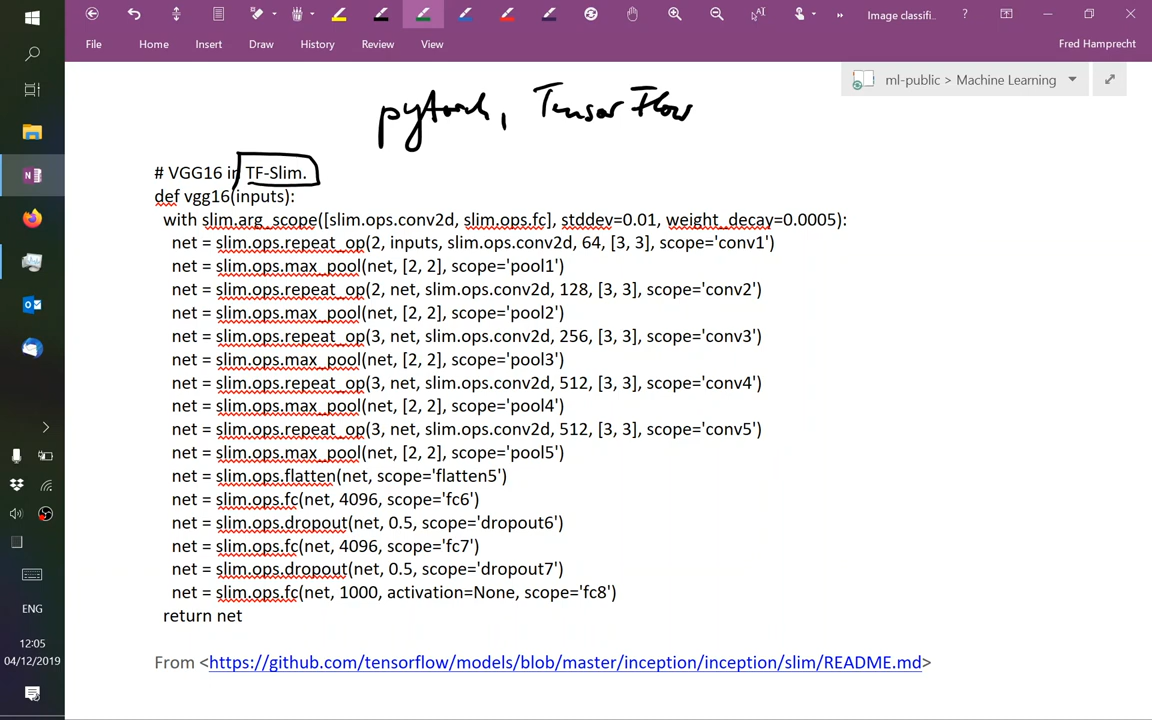 Image classifi..
Fred Hamprecht
File Home Insert Draw History Review View
ml-public > Machine Learning
pytorch, TensorFlow
# VGG16 in TF-Slim.
def vgg16(inputs):
with slim.arg_scope([slim.ops.conv2d, slim.ops.fc], stddev=0.01, weight_decay=0.0005):
net = slim.ops.repeat_op(2, inputs, slim.ops.conv2d, 64, [3, 3], scope='conv1')
net = slim.ops.max_pool(net, [2, 2], scope='pool1')
net = slim.ops.repeat_op(2, net, slim.ops.conv2d, 128, [3, 3], scope='conv2')
net = slim.ops.max_pool(net, [2, 2], scope='pool2')
net = slim.ops.repeat_op(3, net, slim.ops.conv2d, 256, [3, 3], scope='conv3')
net = slim.ops.max_pool(net, [2, 2], scope='pool3')
net = slim.ops.repeat_op(3, net, slim.ops.conv2d, 512, [3, 3], scope='conv4')
net = slim.ops.max_pool(net, [2, 2], scope='pool4')
net = slim.ops.repeat_op(3, net, slim.ops.conv2d, 512, [3, 3], scope='conv5')
net = slim.ops.max_pool(net, [2, 2], scope='pool5')
net = slim.ops.flatten(net, scope='flatten5')
net = slim.ops.fc(net, 4096, scope='fc6')
net = slim.ops.dropout(net, 0.5, scope='dropout6')
net = slim.ops.fc(net, 4096, scope='fc7')
net = slim.ops.dropout(net, 0.5, scope='dropout7')
net = slim.ops.fc(net, 1000, activation=None, scope='fc8')
return net
From <https://github.com/tensorflow/models/blob/master/inception/inception/slim/README.md>
ENG
12:05
04/12/2019